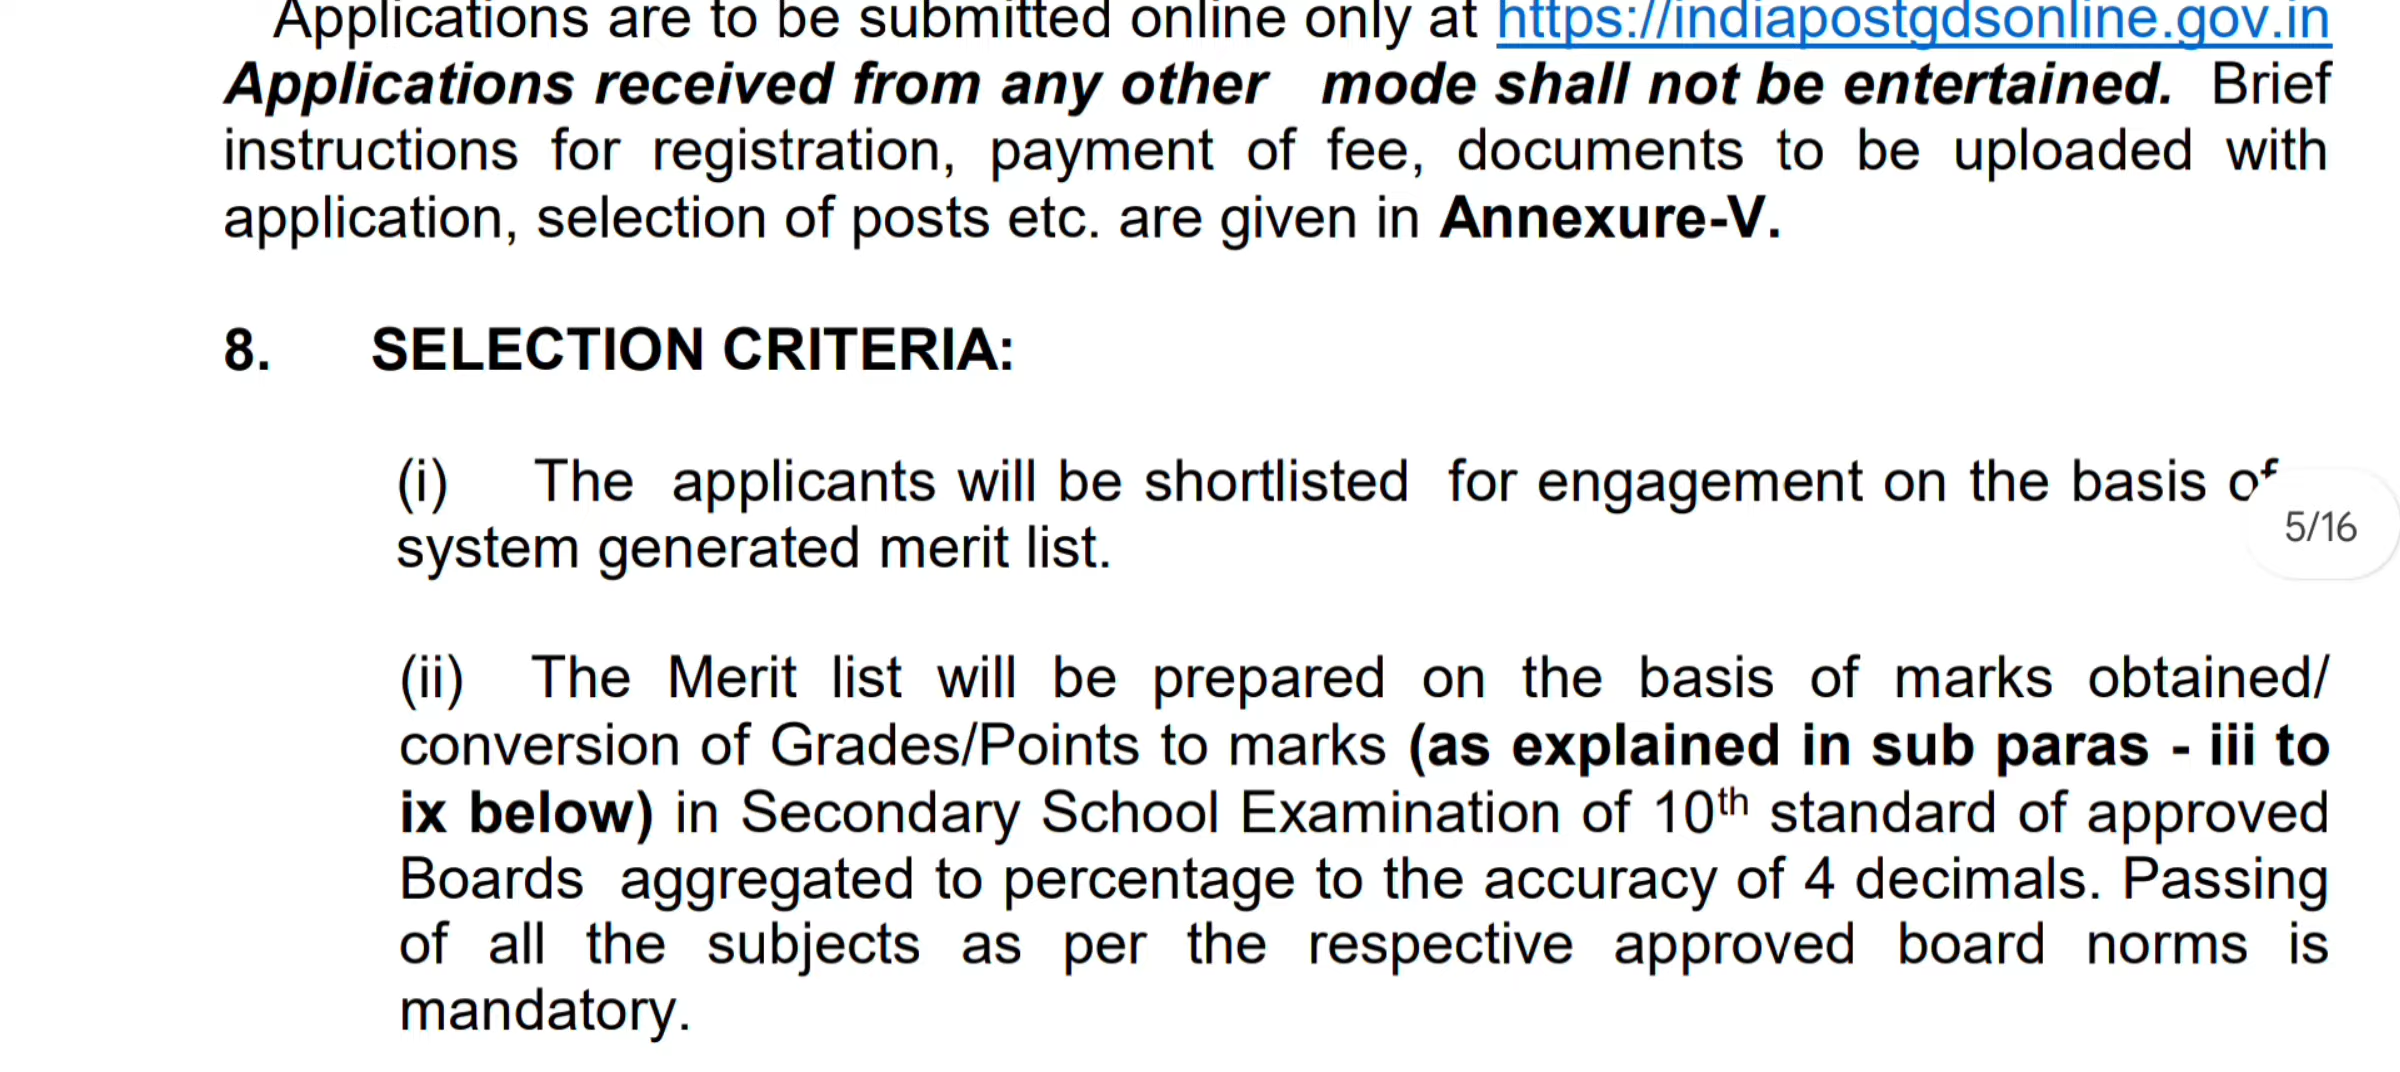 Applications are to be submitted online only at https://indiapostgdsonline.gov.in
Applications received from any other mode shall not be entertained. Brief
instructions for registration, payment of fee, documents to be uploaded with
application, selection of posts etc. are given in Annexure-V.
8. SELECTION CRITERIA:
(i) The applicants will be shortlisted for engagement on the basis of
system generated merit list.
5/16
(ii) The Merit list will be prepared on the basis of marks obtained/
conversion of Grades/Points to marks (as explained in sub paras - iii to
ix below) in Secondary School Examination of 10th standard of approved
Boards aggregated to percentage to the accuracy of 4 decimals. Passing
of all the subjects as per the respective approved board norms is
mandatory.